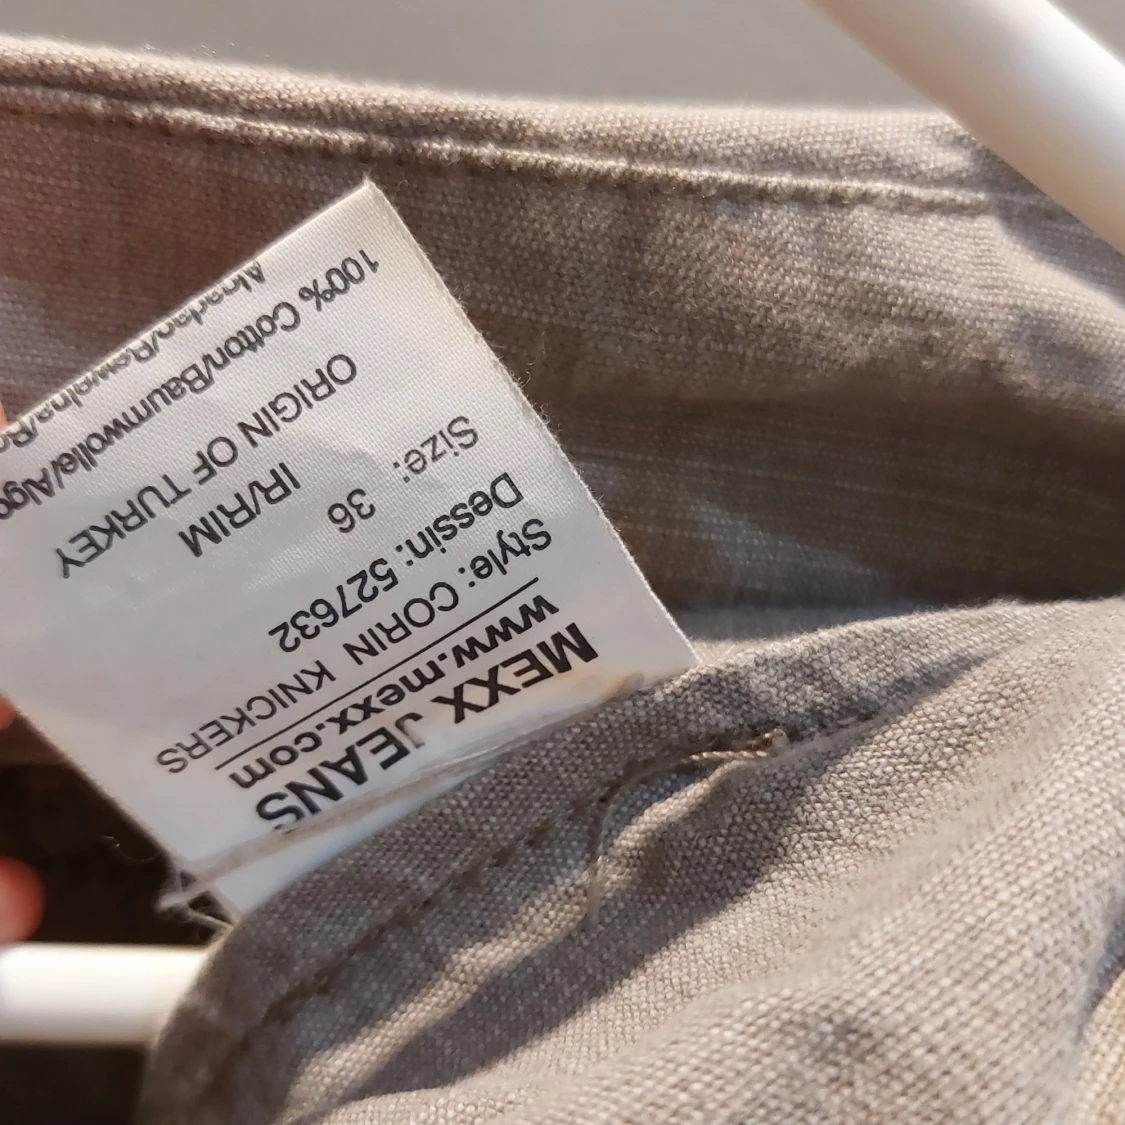 MEXX JEANS
www.mexx.com
Style: CORIN KNICKERS
Dessin: 527632
Size: 36
IR/RIM
ORIGIN OF TURKEY
100% Cotton/Baumwolle/Algo